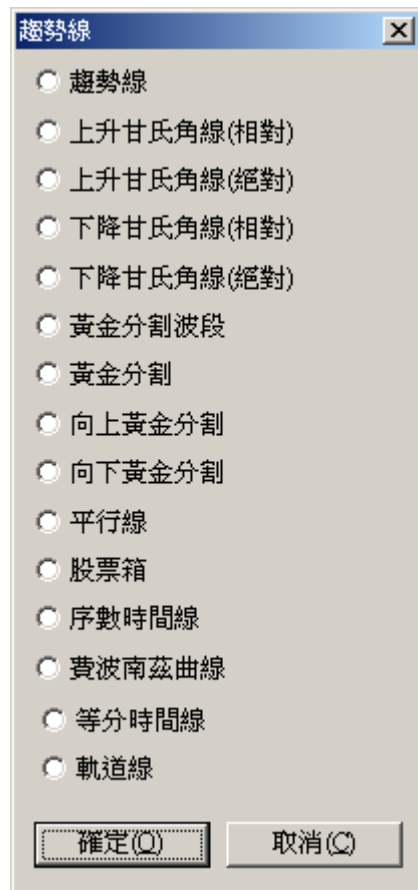 趨勢線
趨勢線
上升甘氏角線(相對)
上升甘氏角線(絕對)
下降甘氏角線(相對)
下降甘氏角線(絕對)
黃金分割波段
黃金分割
向上黃金分割
向下黃金分割
平行線
股票箱
序數時間線
費波南茲曲線
等分時間線
軌道線
確定(O) 取消(C)